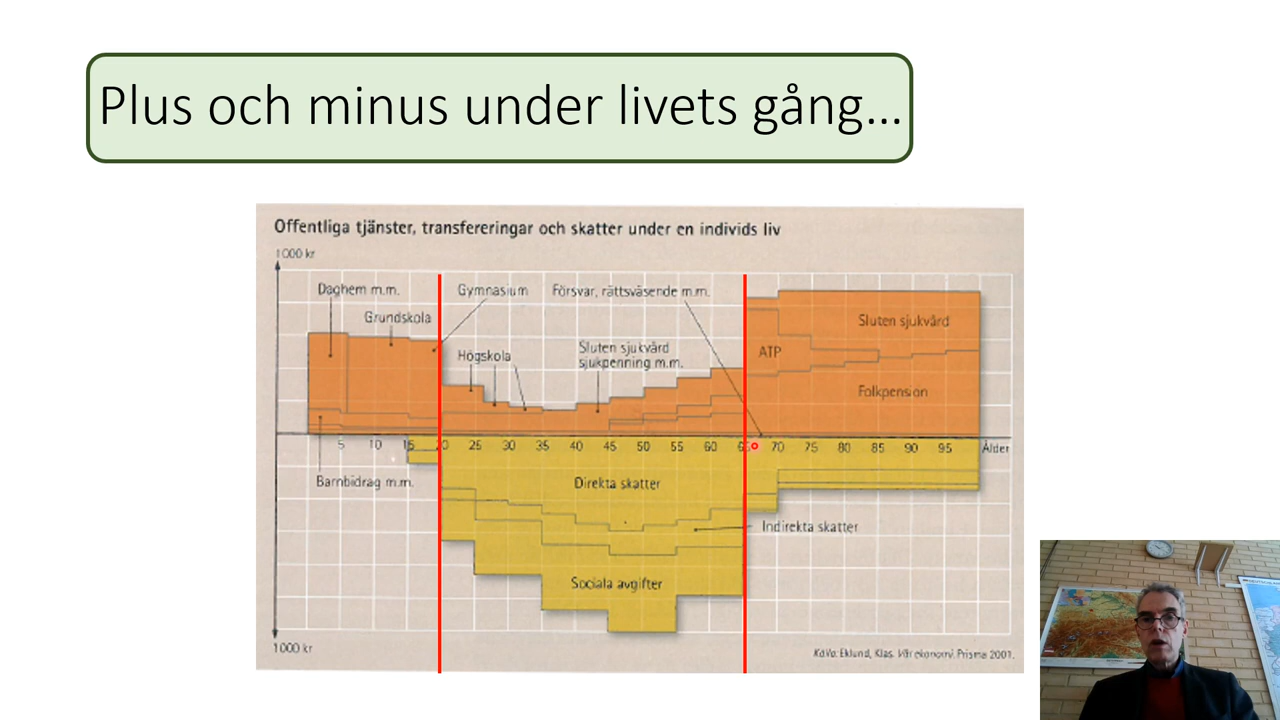 Plus och minus under livets gång...
Offentliga tjänster, transfereringar och skatter under en individs liv
1000 kr
Daghem m.m.
Gymnasium
Försvar, rättsväsende m.m.
Grundskola
Sluten sjukvård
Högskola
Sluten sjukvård
sjukpenning m.m.
ATP
Folkpension
5 10 15 20 25 30 35 40 45 50 55 60 65 70 75 80 85 90 95 Ålder
Barnbidrag m.m.
Direkta skatter
Indirekta skatter
Sociala avgifter
1000 kr
Källa: Eklund, Klas. Vår ekonomi, Prisma 2001.